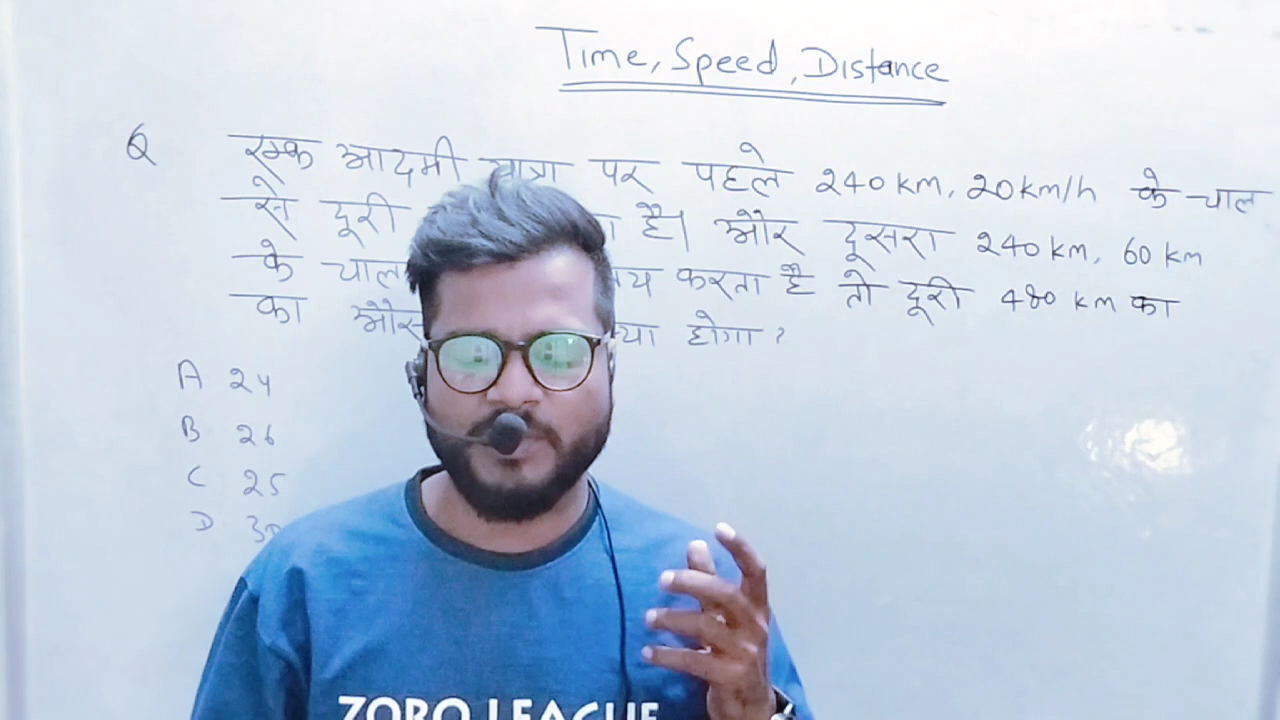 Time, Speed, Distance
Q एक आदमी यात्रा पर पहले 240 km, 20 km/h के चाल
से दूरी है। और दूसरा 240 km, 60 km
के चाल करता है तो दूरी 480 km का
का होगा ?
A 24
B 26
C 25
D 30
ZORO LEAGUE